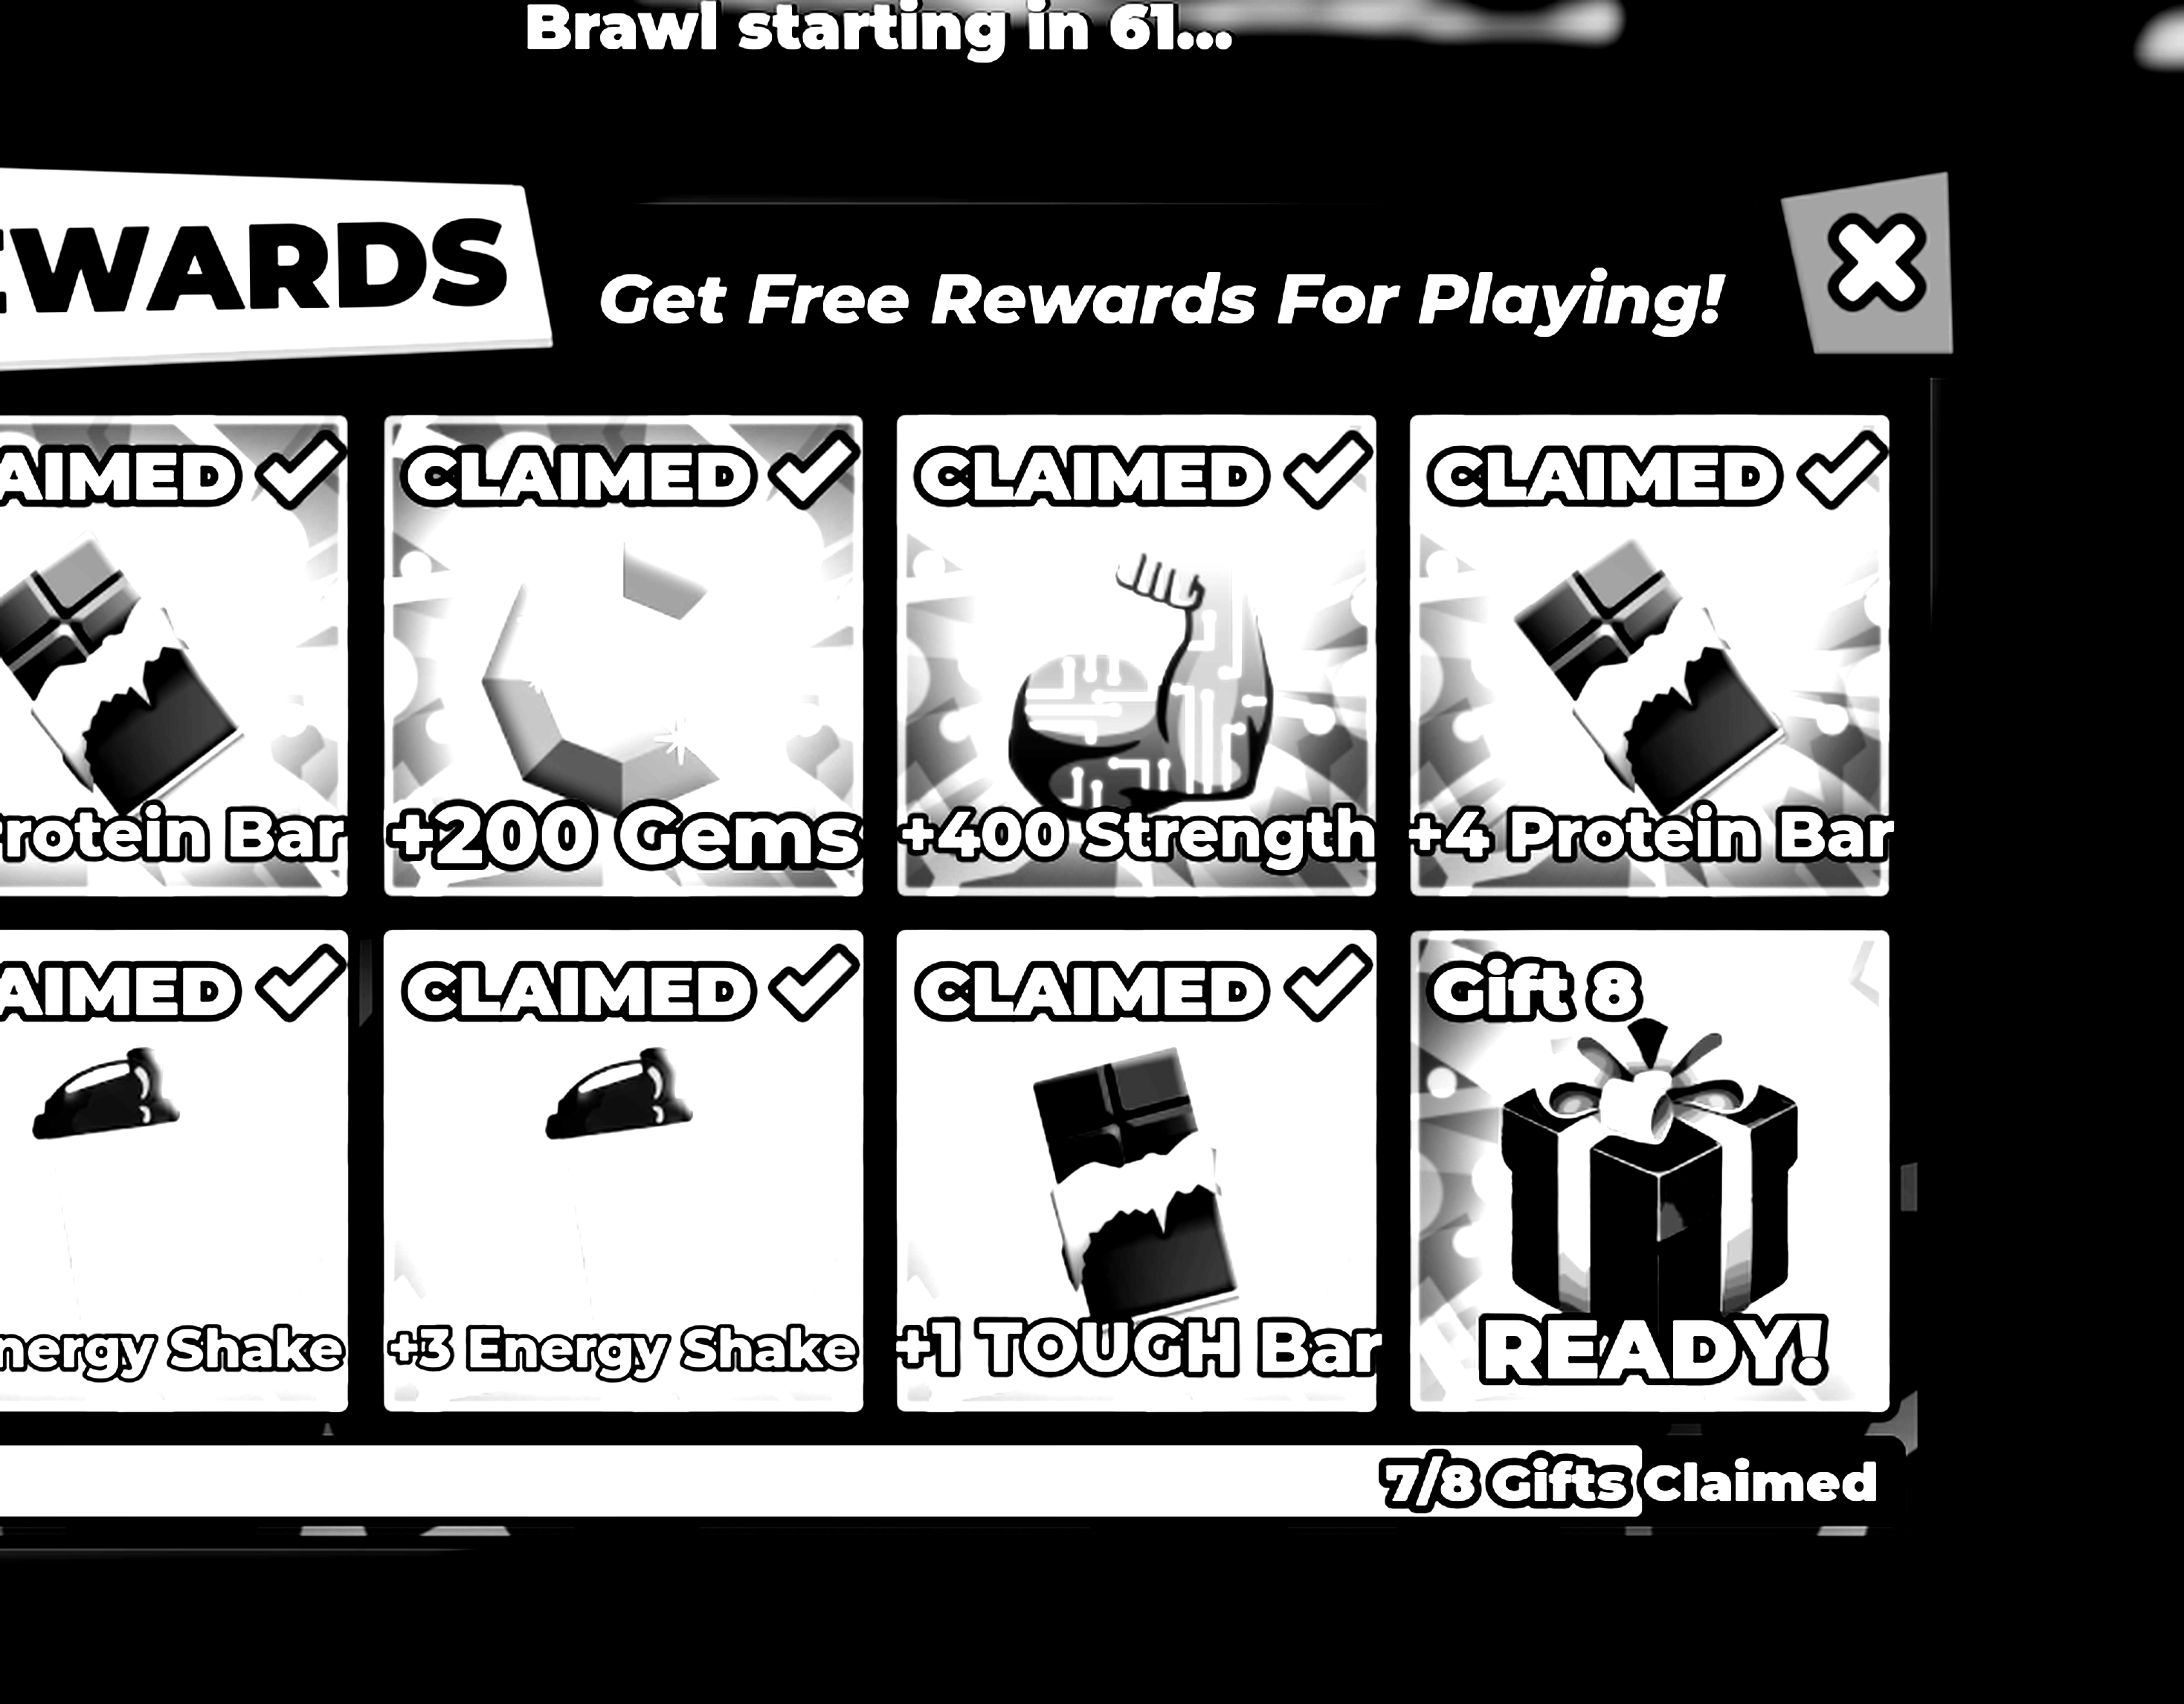 Brawl starting in 61...
EWARDS
Get Free Rewards For Playing!
AIMED CLAIMED CLAIMED CLAIMED
rotein Bar +200 Gems +400 Strength +4 Protein Bar
AIMED CLAIMED CLAIMED Gift 8
nergy Shake +3 Energy Shake +1 TOUGH Bar READY!
7/8 Gifts Claimed